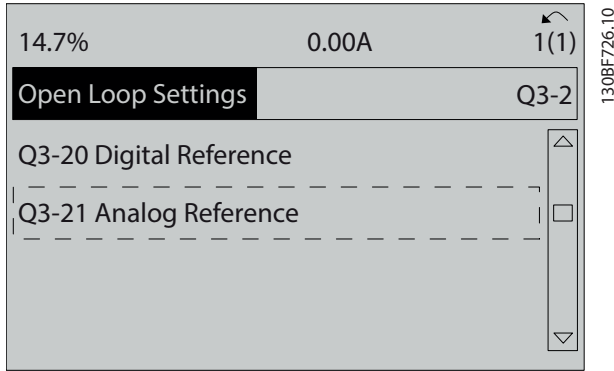 14.7% 0.00A 1(1)
Open Loop Settings Q3-2
Q3-20 Digital Reference
Q3-21 Analog Reference
130BF726.10